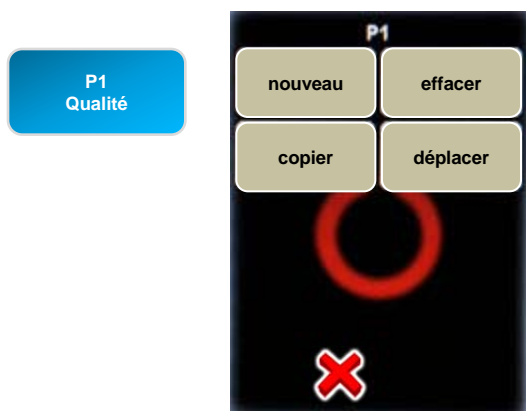 P1
Qualité
P1
nouveau
effacer
copier
déplacer